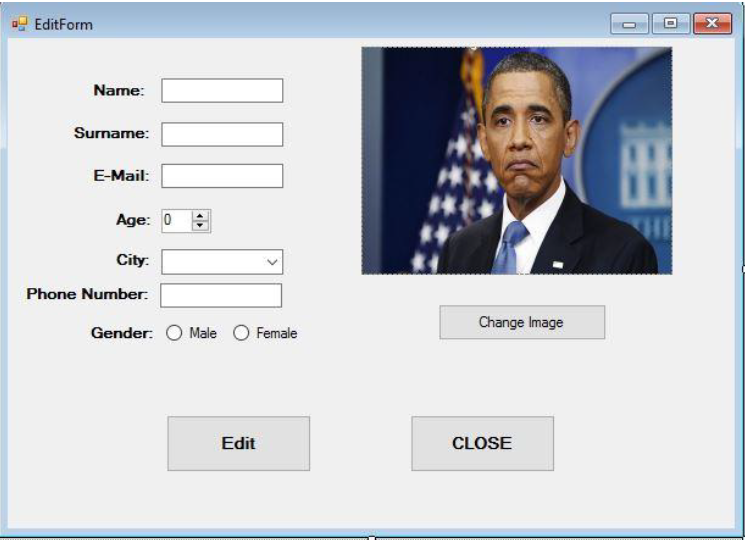 EditForm
Name:
Surname:
E-Mail:
Age: 0
City:
Phone Number:
Gender: Male Female
Change Image
Edit CLOSE